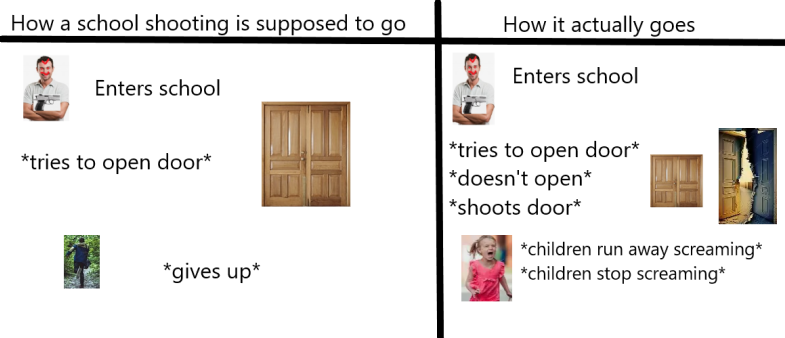 How a school shooting is supposed to go
Enters school
*tries to open door*
*gives up*
How it actually goes
Enters school
*tries to open door*
*doesn't open*
*shoots door*
*children run away screaming*
*children stop screaming*